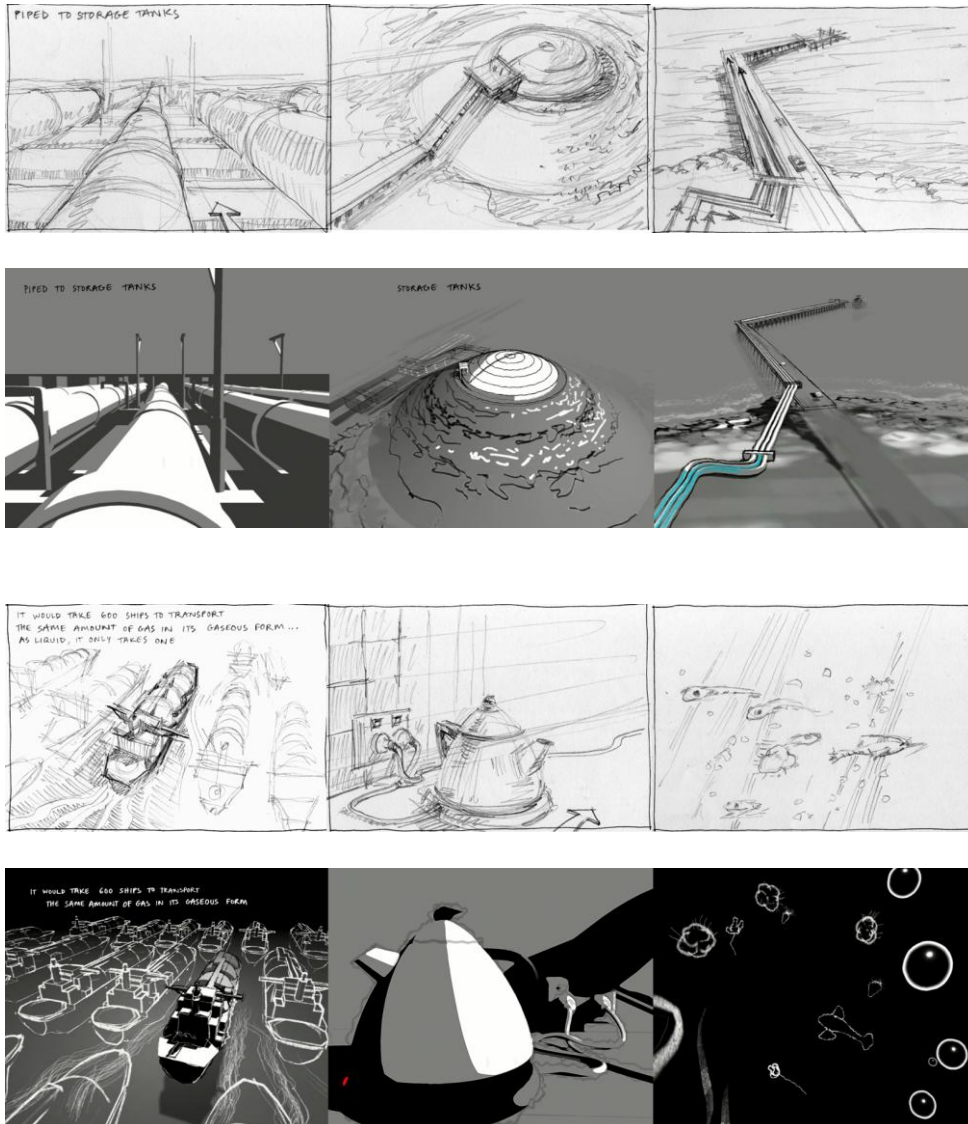 PIPED TO STORAGE TANKS
PIPED TO STORAGE TANKS
STORAGE TANKS
IT WOULD TAKE 600 SHIPS TO TRANSPORT
THE SAME AMOUNT OF GAS IN ITS GASEOUS FORM...
AS LIQUID, IT ONLY TAKES ONE
IT WOULD TAKE 600 SHIPS TO TRANSPORT
THE SAME AMOUNT OF GAS IN ITS GASEOUS FORM